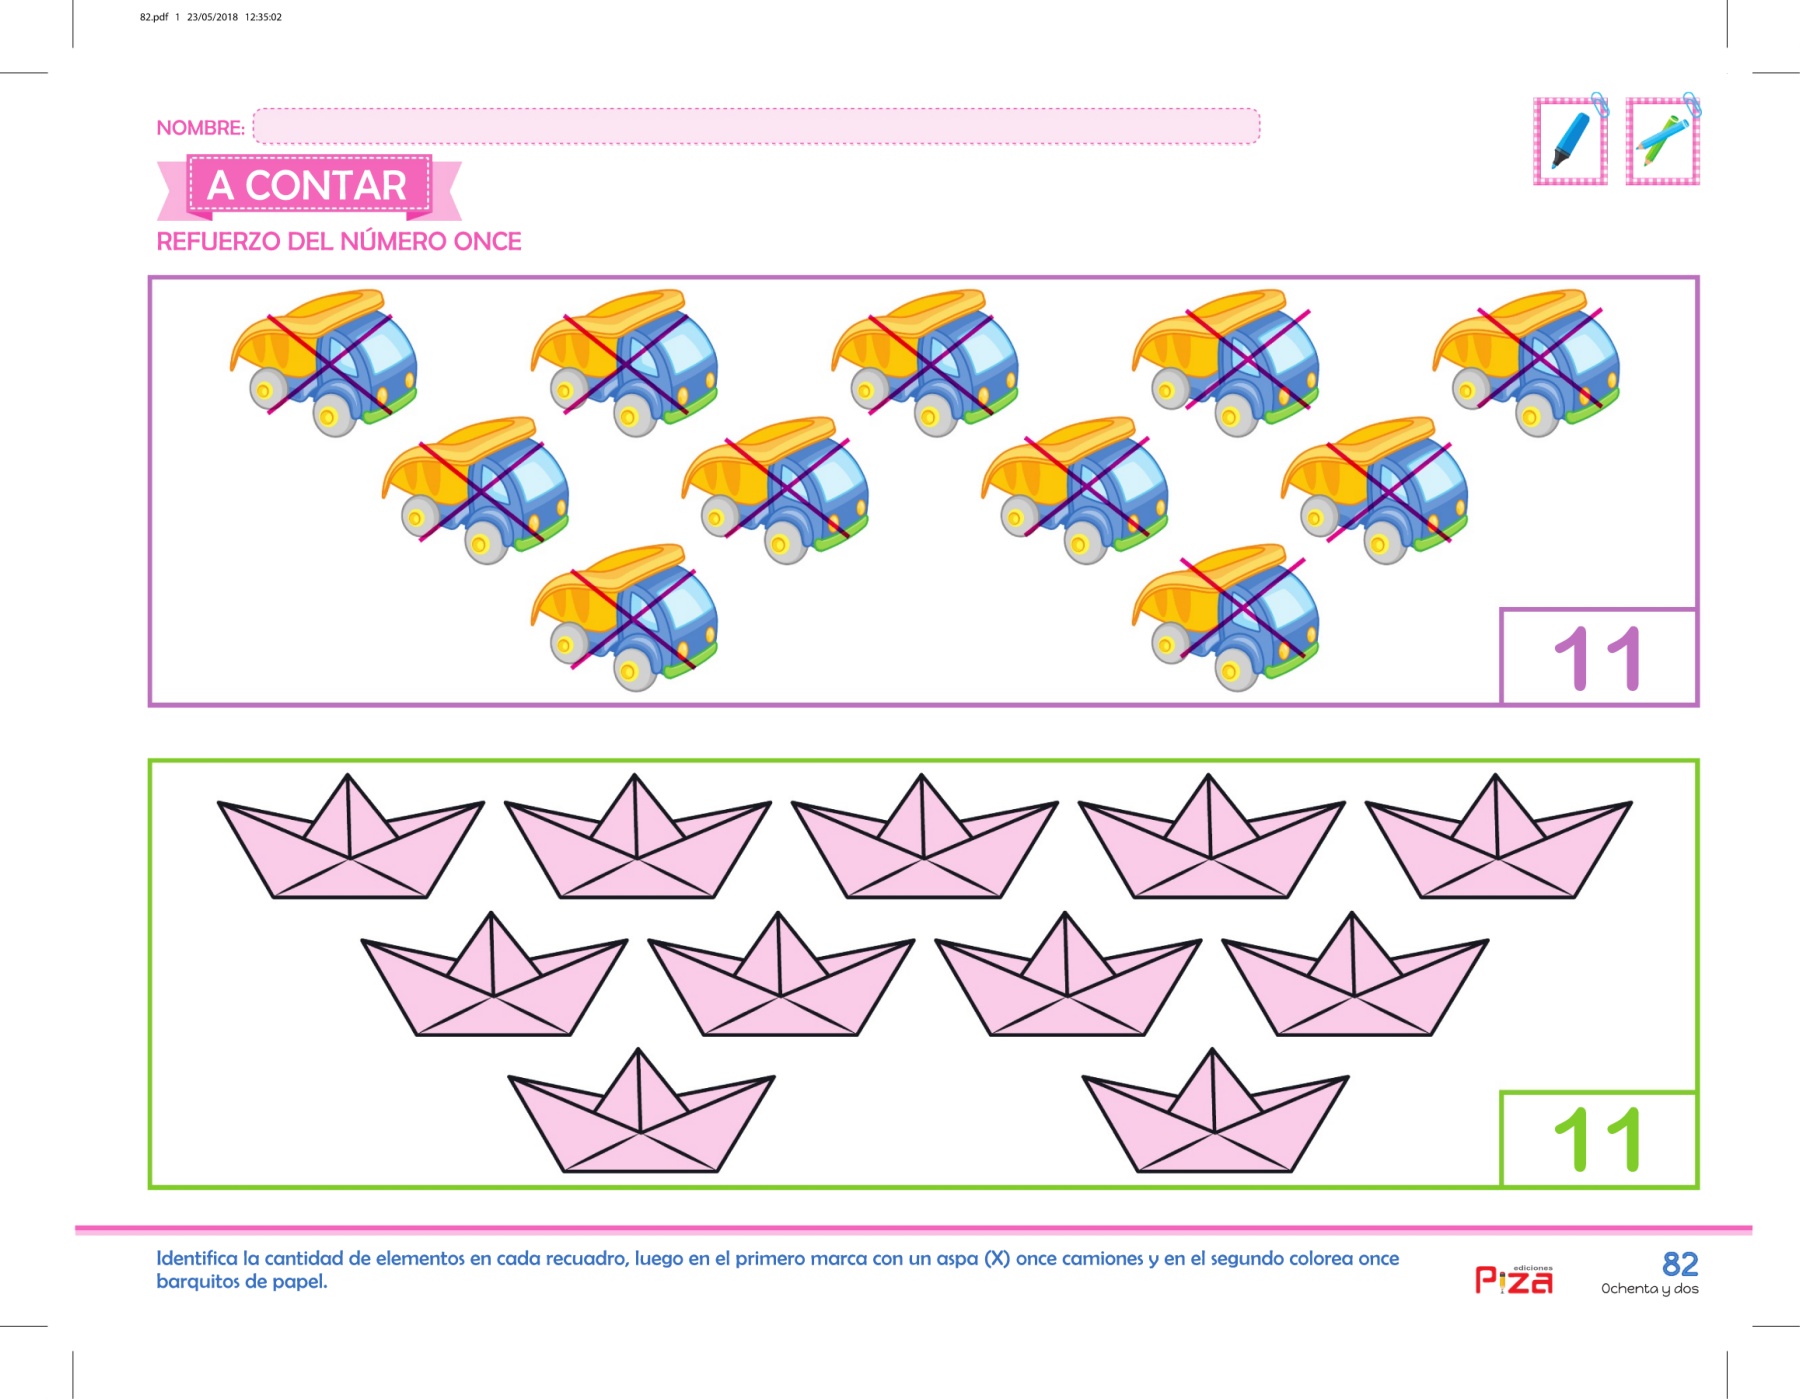 82.pdf 1 23/05/2018 12:35:02
NOMBRE:
A CONTAR
REFUERZO DEL NÚMERO ONCE
11
11
Identifica la cantidad de elementos en cada recuadro, luego en el primero marca con un aspa (X) once camiones y en el segundo colorea once
barquitos de papel.
ediciones
Piza
82
Ochenta y dos